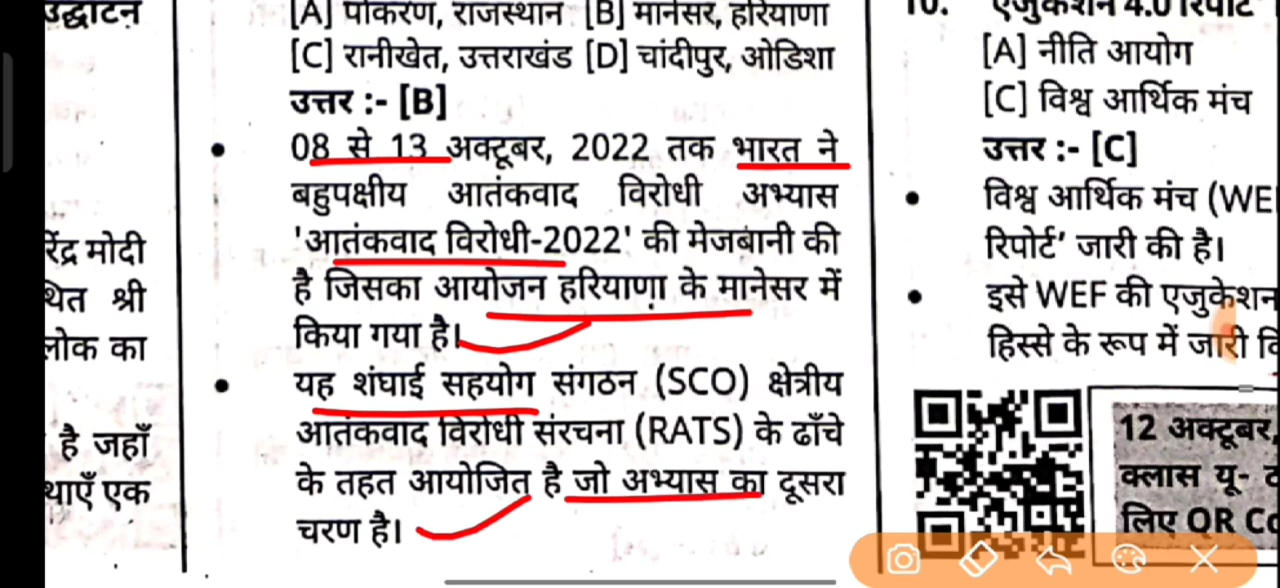 उद्घाटन
रेंद्र मोदी
थित श्री
लोक का
है जहाँ
थाएँ एक
[A] पोकरण, राजस्थान [B] मानेसर, हरियाणा
[C] रानीखेत, उत्तराखंड [D] चांदीपुर, ओडिशा
उत्तर :- [B]
• 08 से 13 अक्टूबर, 2022 तक भारत ने
बहुपक्षीय आतंकवाद विरोधी अभ्यास
'आतंकवाद विरोधी-2022' की मेजबानी की
है जिसका आयोजन हरियाणा के मानेसर में
किया गया है।
• यह शंघाई सहयोग संगठन (SCO) क्षेत्रीय
आतंकवाद विरोधी संरचना (RATS) के ढाँचे
के तहत आयोजित है जो अभ्यास का दूसरा
चरण है।
10. एजुकेशन 4.0 रिपोर्ट
[A] नीति आयोग
[C] विश्व आर्थिक मंच
उत्तर :- [C]
• विश्व आर्थिक मंच (WE
रिपोर्ट’ जारी की है।
• इसे WEF की एजुकेशन
हिस्से के रूप में जारी वि
12 अक्टूबर,
क्लास यू-
लिए QR Co